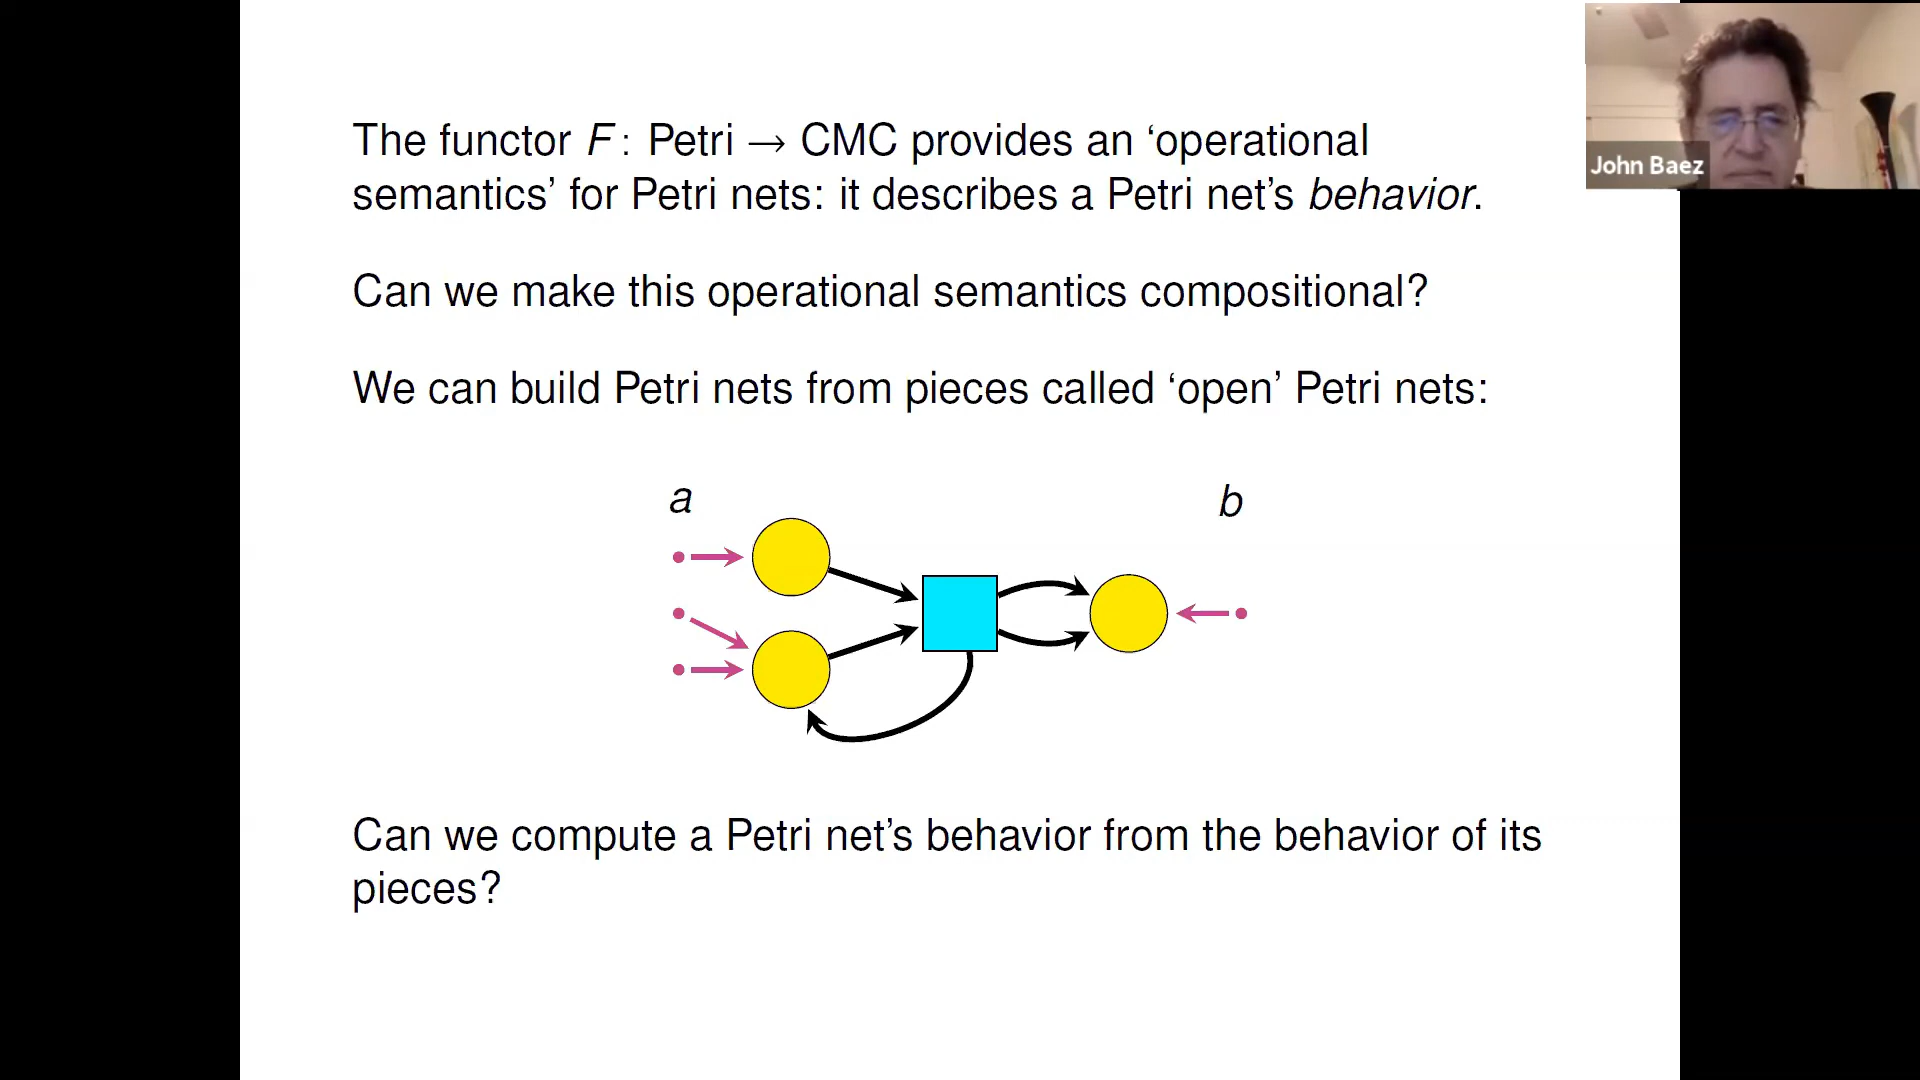 The functor F : Petri → CMC provides an ‘operational
semantics’ for Petri nets: it describes a Petri net’s behavior.
Can we make this operational semantics compositional?
We can build Petri nets from pieces called ‘open’ Petri nets:
a
b
Can we compute a Petri net’s behavior from the behavior of its
pieces?
John Baez